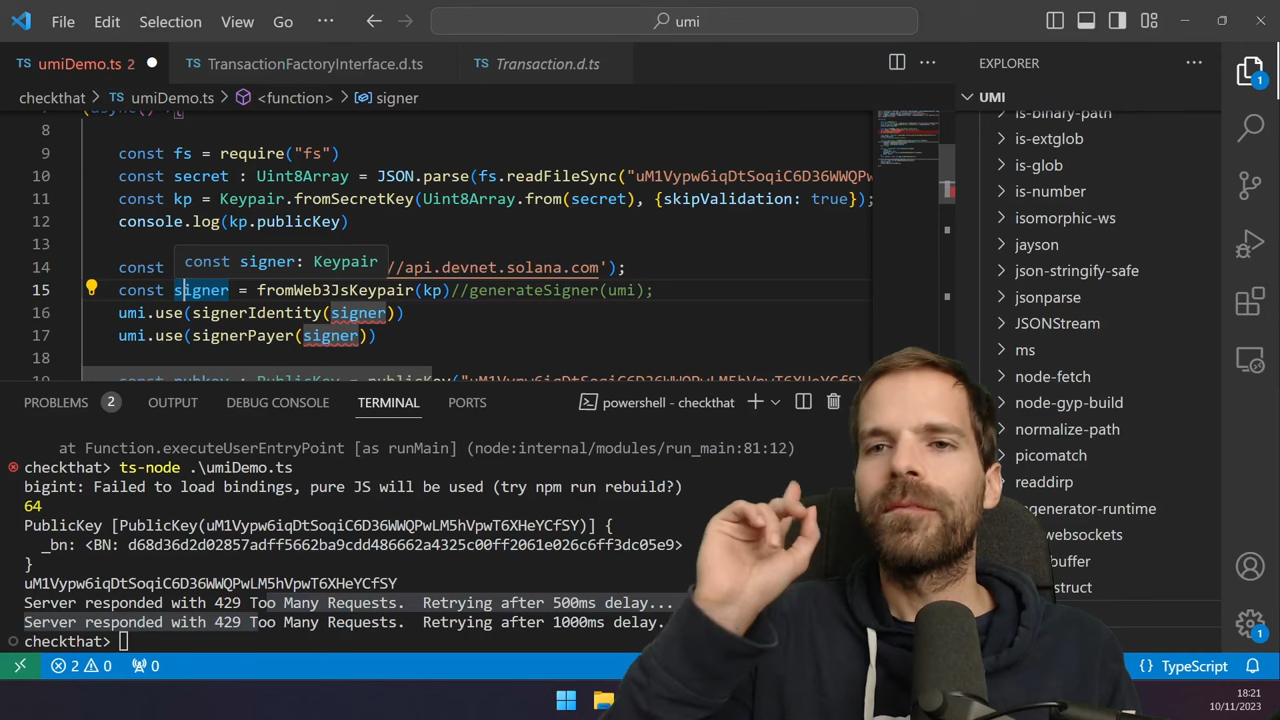 File Edit Selection View Go ··· umi
TS umiDemo.ts 2 TS TransactionFactoryInterface.d.ts TS Transaction.d.ts ···
EXPLORER ···
checkthat > TS umiDemo.ts > <function> > signer
UMI
8
9 const fs = require("fs")
10 const secret : Uint8Array = JSON.parse(fs.readFileSync("uM1Vypw6iqDtSoqiC6D36WWQPw
11 const kp = Keypair.fromSecretKey(Uint8Array.from(secret), {skipValidation: true});
12 console.log(kp.publicKey)
13
const signer: Keypair
14 const //api.devnet.solana.com');
15 const signer = fromWeb3JsKeypair(kp)//generateSigner(umi);
16 umi.use(signerIdentity(signer))
17 umi.use(signerPayer(signer))
18
is-binary-path
is-extglob
is-glob
is-number
isomorphic-ws
jayson
json-stringify-safe
jsonparse
JSONStream
ms
node-fetch
node-gyp-build
normalize-path
picomatch
readdirp
websockets
1
1
PROBLEMS 2 OUTPUT DEBUG CONSOLE TERMINAL PORTS powershell - checkthat
at Function.executeUserEntryPoint [as runMain] (node:internal/modules/run_main:81:12)
checkthat> ts-node .\umiDemo.ts
bigint: Failed to load bindings, pure JS will be used (try npm run rebuild?)
64
PublicKey [PublicKey(uM1Vypw6iqDtSoqiC6D36WWQPwLM5hVpwT6XHeYCfSY)] {
_bn: <BN: d68d36d2d02857adff5662ba9cdd486662a4325c00ff2061e026c6ff3dc05e9>
}
uM1Vypw6iqDtSoqiC6D36WWQPwLM5hVpwT6XHeYCfSY
Server responded with 429 Too Many Requests. Retrying after 500ms delay...
Server responded with 429 Too Many Requests. Retrying after 1000ms delay.
checkthat>
2 0 0 {} TypeScript
18:21
10/11/2023